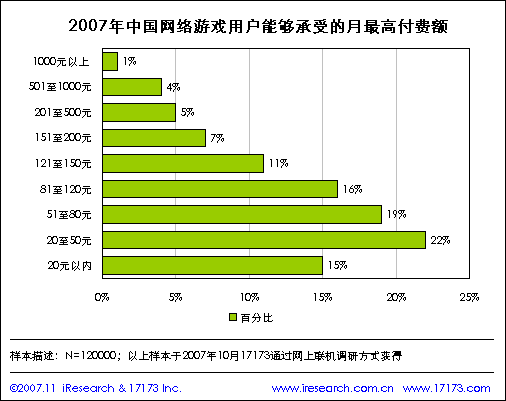 2007年中国网络游戏用户能够承受的月最高付费额
1000元以上 1%
501至1000元 4%
201至500元 5%
151至200元 7%
121至150元 11%
81至120元 16%
51至80元 19%
20至50元 22%
20元以内 15%
0% 5% 10% 15% 20% 25%
百分比
样本描述：N=120000；以上样本于2007年10月17173通过网上联机调研方式获得
©2007.11 iResearch & 17173 Inc. www.iresearch.com.cn www.17173.com